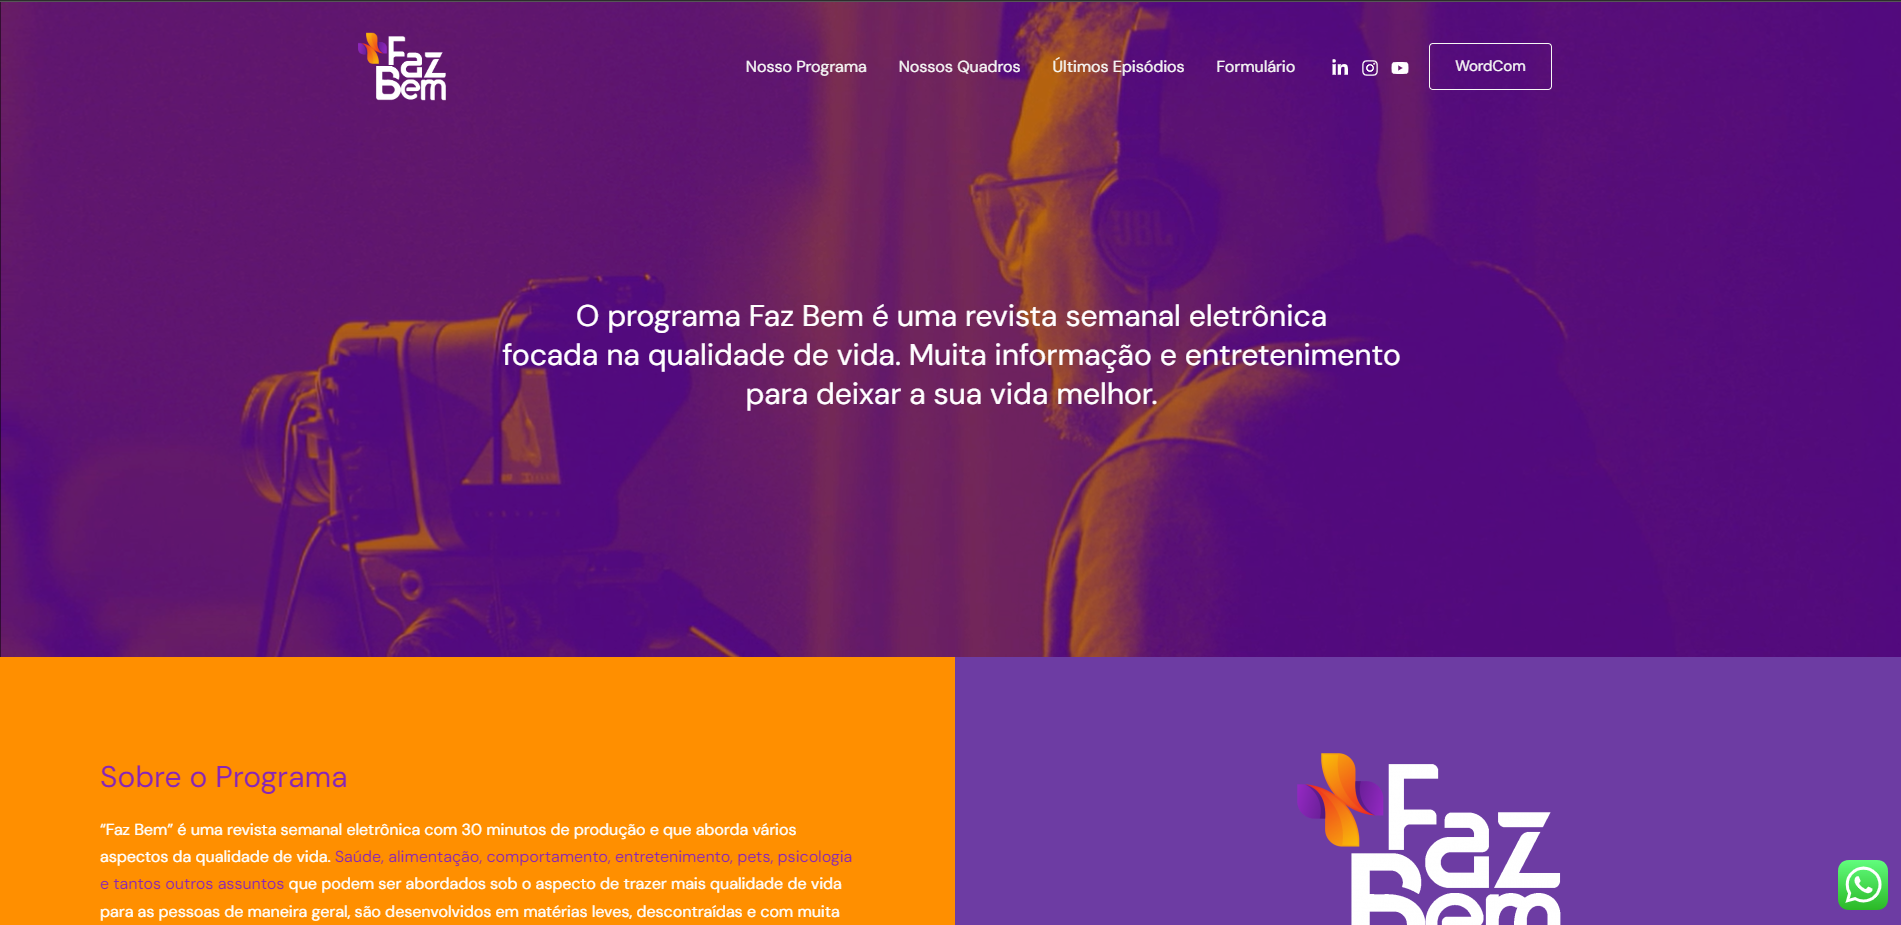 Faz
Bem
Nosso Programa
Nossos Quadros
Últimos Episódios
Formulário
in
WordCom
JBL
O programa Faz Bem é uma revista semanal eletrônica
focada na qualidade de vida. Muita informação e entretenimento
para deixar a sua vida melhor.
Sobre o Programa
“Faz Bem” é uma revista semanal eletrônica com 30 minutos de produção e que aborda vários
aspectos da qualidade de vida. Saúde, alimentação, comportamento, entretenimento, pets, psicologia
e tantos outros assuntos que podem ser abordados sob o aspecto de trazer mais qualidade de vida
para as pessoas de maneira geral, são desenvolvidos em matérias leves, descontraídas e com muita
Faz
Bem